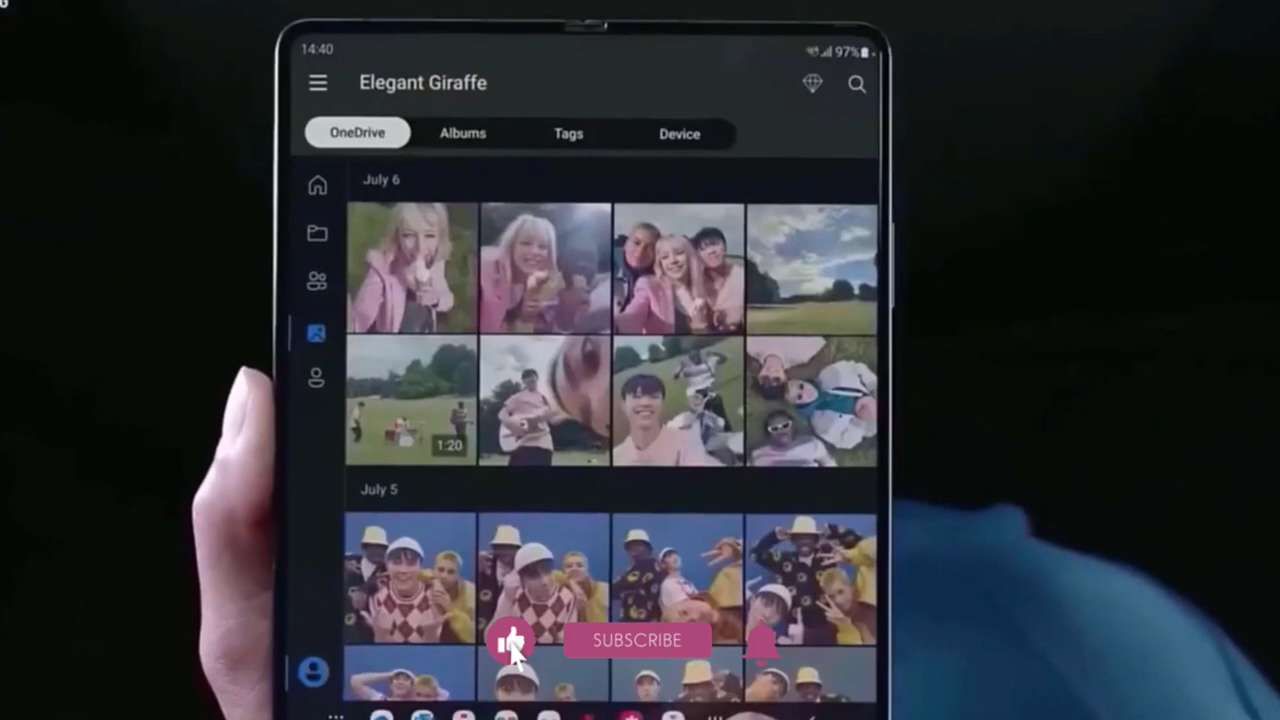 14:40
97%
Elegant Giraffe
OneDrive Albums Tags Device
July 6
1:20
July 5
SUBSCRIBE